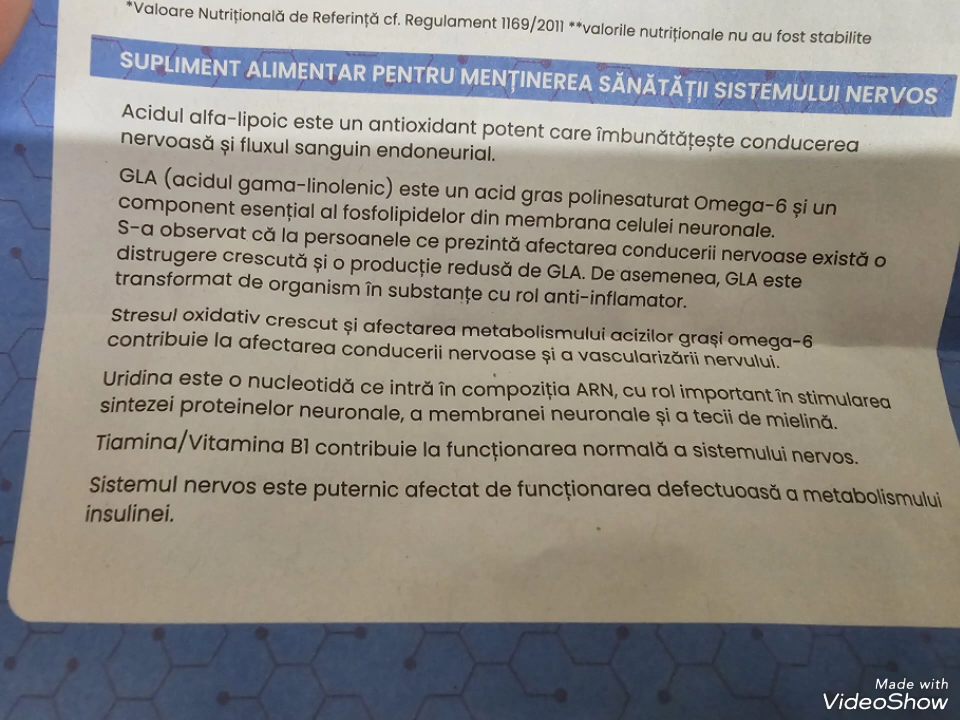 *Valoare Nutrițională de Referință cf. Regulament 1169/2011 **valorile nutriționale nu au fost stabilite
SUPLIMENT ALIMENTAR PENTRU MENȚINEREA SĂNĂTĂȚII SISTEMULUI NERVOS
Acidul alfa-lipoic este un antioxidant potent care îmbunătățește conducerea
nervoasă și fluxul sanguin endoneurial.
GLA (acidul gama-linolenic) este un acid gras polinesaturat Omega-6 și un
component esențial al fosfolipidelor din membrana celulei neuronale.
S-a observat că la persoanele ce prezintă afectarea conducerii nervoase există o
distrugere crescută și o producție redusă de GLA. De asemenea, GLA este
transformat de organism în substanțe cu rol anti-inflamator.
Stresul oxidativ crescut și afectarea metabolismului acizilor grași omega-6
contribuie la afectarea conducerii nervoase și a vascularizării nervului.
Uridina este o nucleotidă ce intră în compoziția ARN, cu rol important în stimularea
sintezei proteinelor neuronale, a membranei neuronale și a tecii de mielină.
Tiamina/Vitamina B1 contribuie la funcționarea normală a sistemului nervos.
Sistemul nervos este puternic afectat de funcționarea defectuoasă a metabolismului
insulinei.
Made with
VideoShow